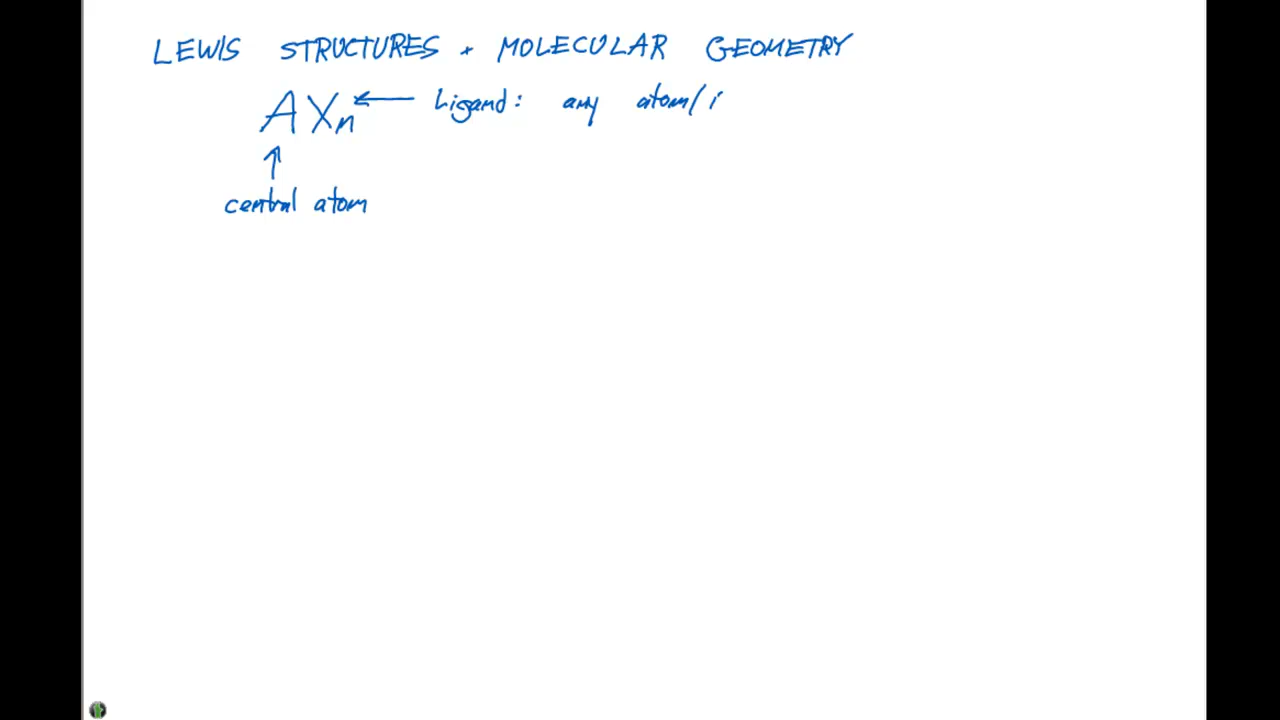 LEWIS STRUCTURES + MOLECULAR GEOMETRY
AXn ← Ligand: any atom/i
↑
central atom